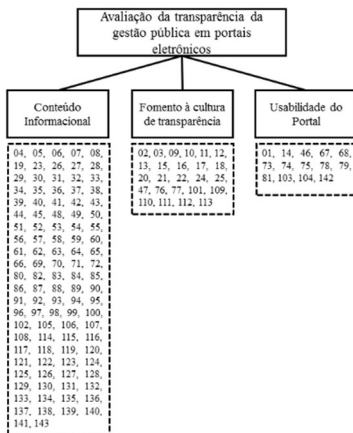 Avaliação da transparência da
gestão pública em portais
eletrônicos
Conteúdo
Informacional
Fomento à cultura
de transparência
Usabilidade do
Portal
04, 05, 06, 07, 08,
19, 23, 26, 27, 28,
29, 30, 31, 32, 33,
34, 35, 36, 37, 38,
39, 40, 41, 42, 43,
44, 45, 48, 49, 50,
51, 52, 53, 54, 55,
56, 57, 58, 59, 60,
61, 62, 63, 64, 65,
66, 69, 70, 71, 72,
80, 82, 83, 84, 85,
86, 87, 88, 89, 90,
91, 92, 93, 94, 95,
96, 97, 98, 99, 100,
102, 105, 106, 107,
108, 114, 115, 116,
117, 118, 119, 120,
121, 122, 123, 124,
125, 126, 127, 128,
129, 130, 131, 132,
133, 134, 135, 136,
137, 138, 139, 140,
141, 143
02, 03, 09, 10, 11, 12,
13, 15, 16, 17, 18,
20, 21, 22, 24, 25,
47, 76, 77, 101, 109,
110, 111, 112, 113
01, 14, 46, 67, 68,
73, 74, 75, 78, 79,
81, 103, 104, 142